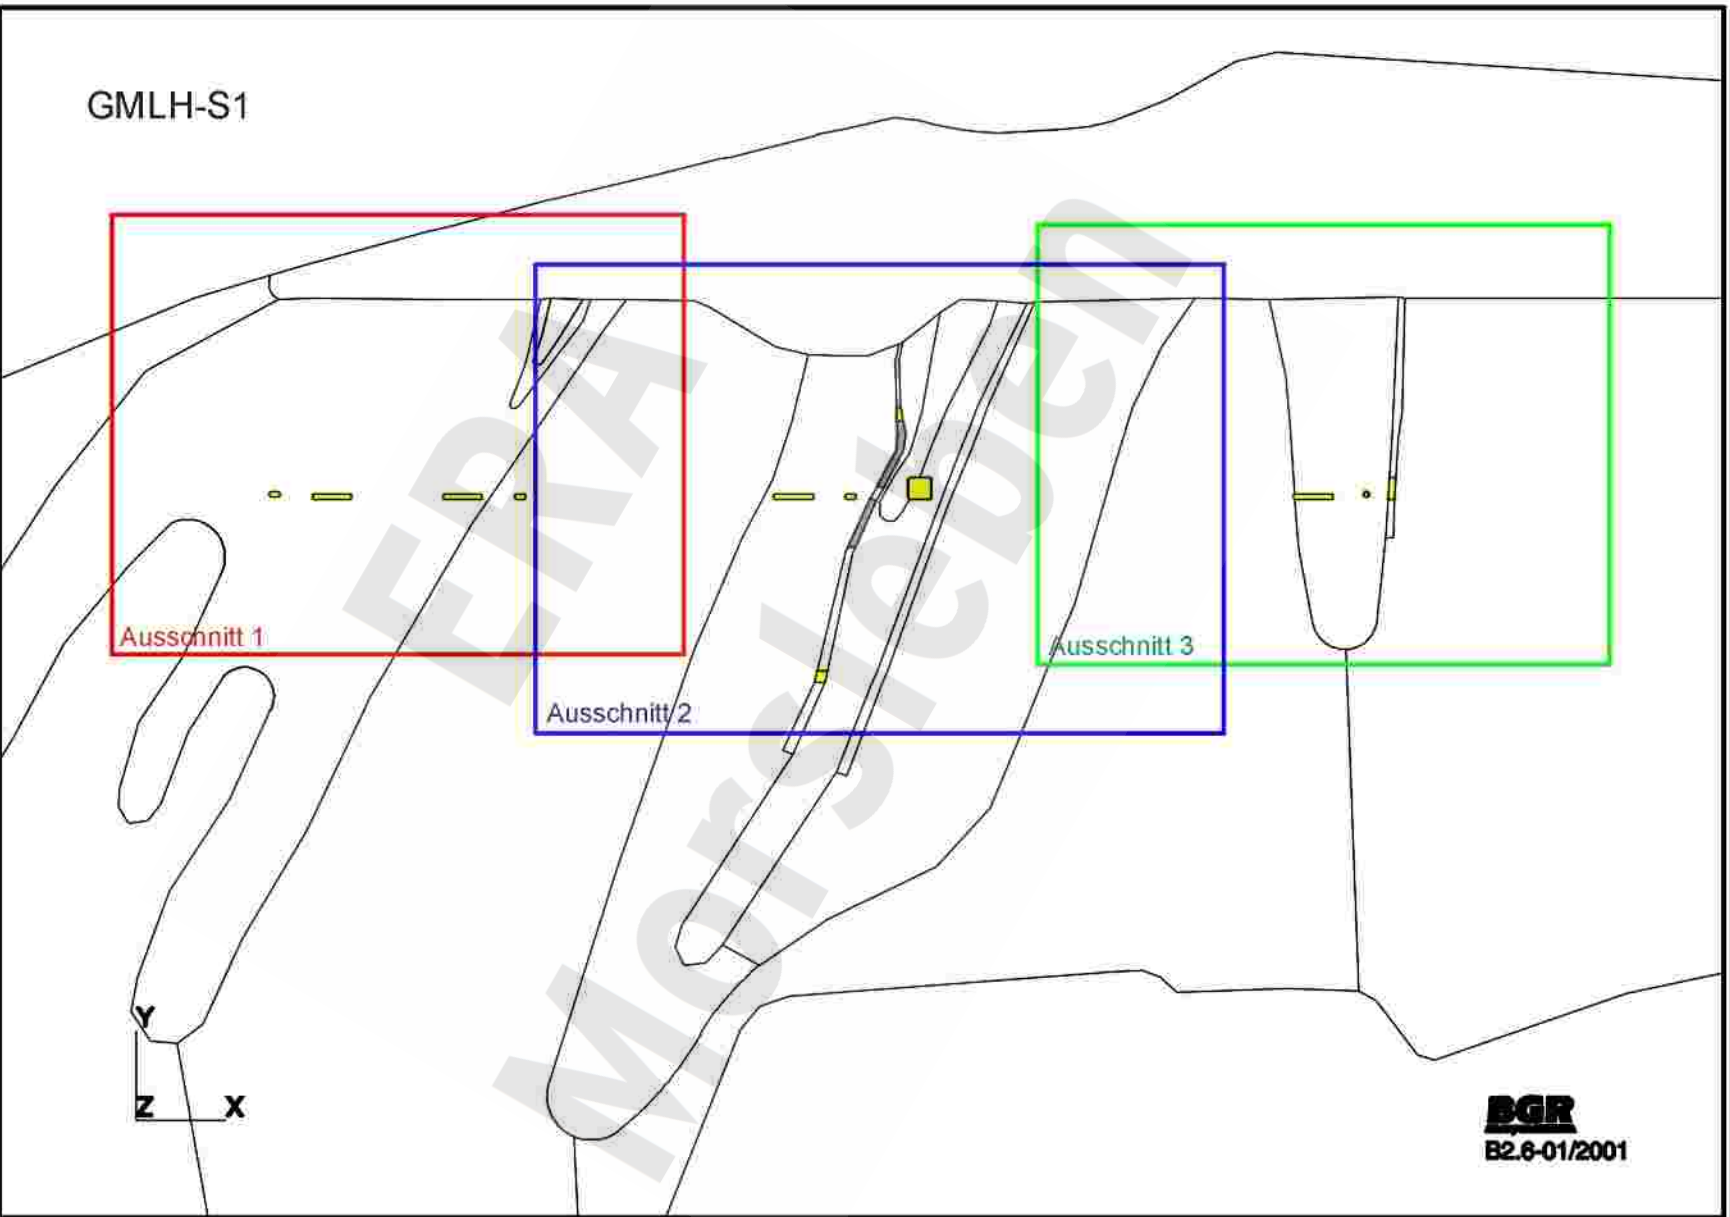 GMLH-S1
Ausschnitt 1
Ausschnitt 2
Ausschnitt 3
ERA
Morsleben
Y
Z X
BGR
B2.6-01/2001